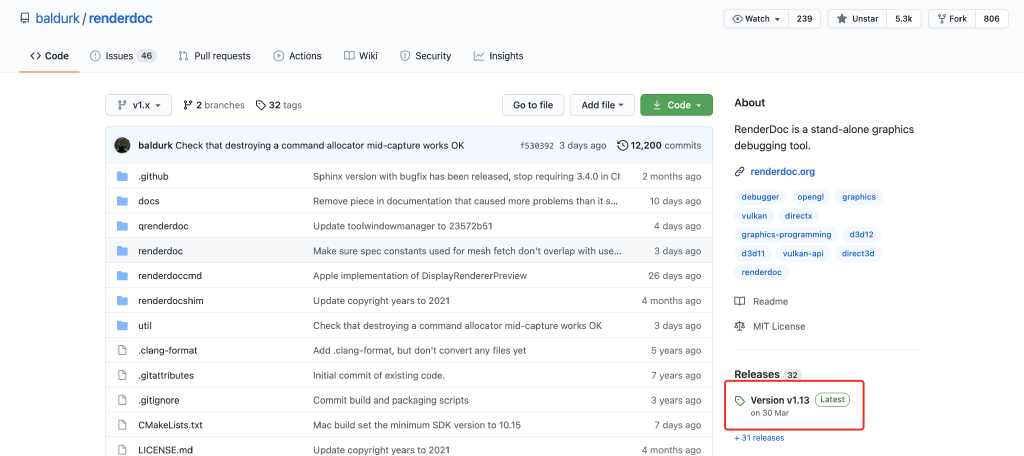 baldurk / renderdoc
Watch 239 Unstar 5.3k Fork 806
Code Issues 46 Pull requests Actions Wiki Security Insights
v1.x 2 branches 32 tags Go to file Add file Code
baldurk Check that destroying a command allocator mid-capture works OK f530392 3 days ago 12,200 commits
.github Sphinx version with bugfix has been released, stop requiring 3.4.0 in CI 2 months ago
docs Remove piece in documentation that caused more problems than it s... 10 days ago
qrenderdoc Update toolwindowmanager to 23572b51 4 days ago
renderdoc Make sure spec constants used for mesh fetch don't overlap with use... 3 days ago
renderdoccmd Apple implementation of DisplayRendererPreview 26 days ago
renderdocshim Update copyright years to 2021 4 months ago
util Check that destroying a command allocator mid-capture works OK 3 days ago
.clang-format Add .clang-format, but don't convert any files yet 5 years ago
.gitattributes Initial commit of existing code. 7 years ago
.gitignore Commit build and packaging scripts 3 years ago
CMakeLists.txt Mac build set the minimum SDK version to 10.15 7 days ago
LICENSE.md Update copyright years to 2021 4 months ago
About
RenderDoc is a stand-alone graphics
debugging tool.
renderdoc.org
debugger opengl graphics
vulkan directx
graphics-programming d3d12
d3d11 vulkan-api direct3d
renderdoc
Readme
MIT License
Releases 32
Version v1.13 Latest
on 30 Mar
+ 31 releases